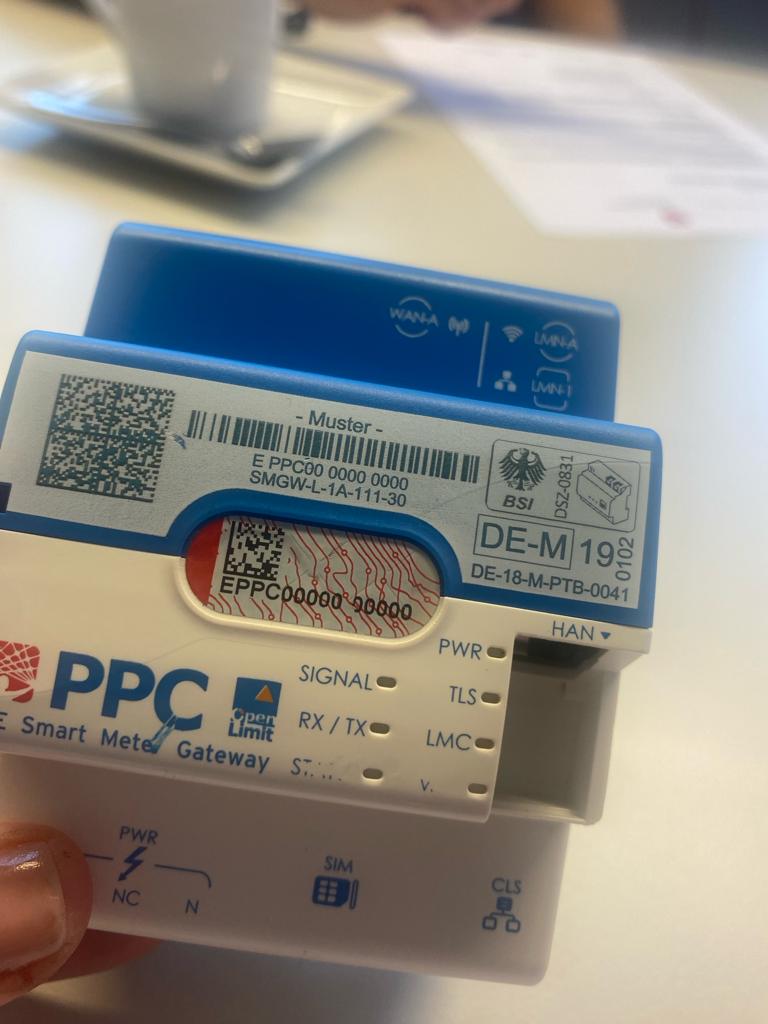 WAN-A
LMN-A
LMN-1
- Muster -
E PPC00 0000 0000
SMGW-L-1A-111-30
BSI
DSZ-0831
DE-M 19
0102
DE-18-M-PTB-0041
EPPC00000 00000
HAN
PWR
SIGNAL
TLS
PPC
Open
Limit
RX / TX
LMC
E Smart Meter Gateway
PWR
NC
N
SIM
CLS